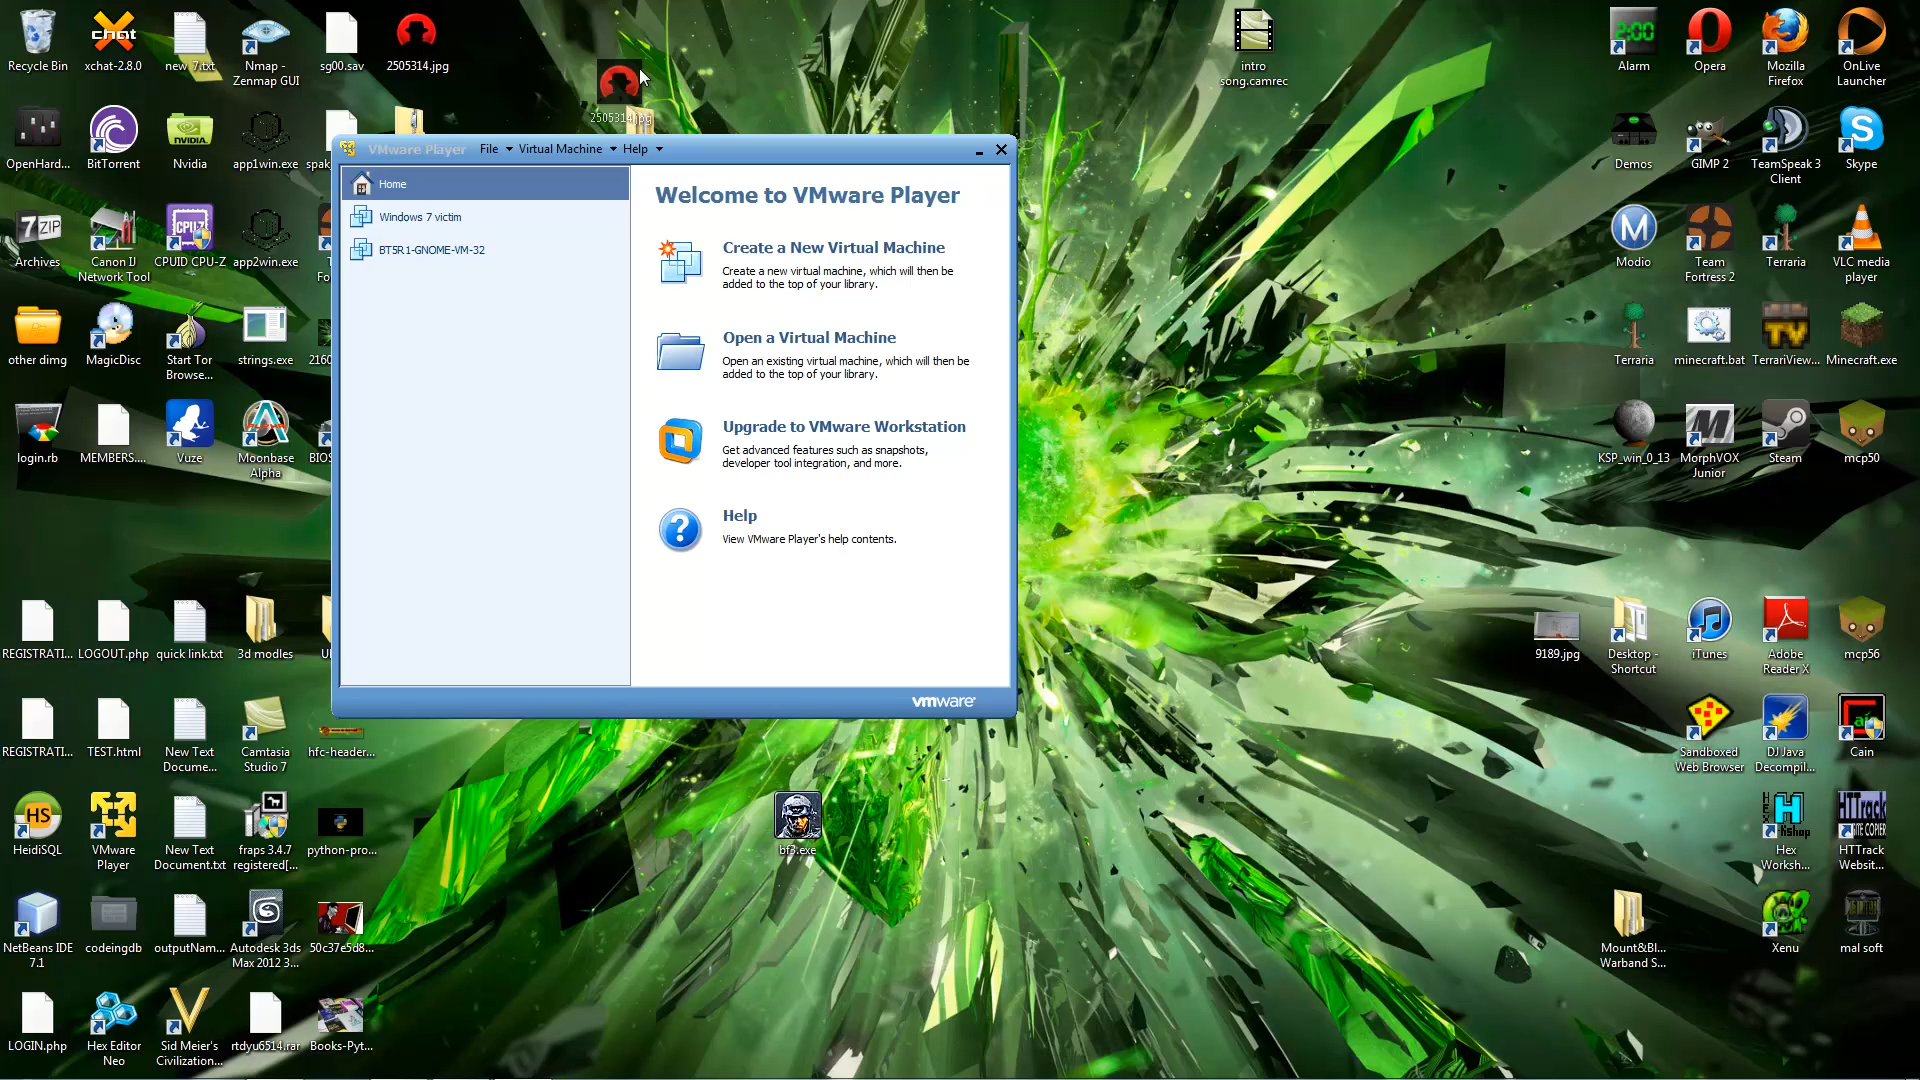 Recycle Bin
xchat-2.8.0
new 7.txt
Nmap -
Zenmap GUI
sg00.sav
2505314.jpg
2505314.jpg
intro
song.camrec
Alarm
Opera
Mozilla
Firefox
OnLive
Launcher
OpenHard...
BitTorrent
Nvidia
app1win.exe
Demos
GIMP 2
TeamSpeak 3
Client
Skype
Archives
Canon IJ
Network Tool
CPUID CPU-Z
app2win.exe
Modio
Team
Fortress 2
Terraria
VLC media
player
other dimg
MagicDisc
Start Tor
Browse...
strings.exe
Terraria
minecraft.bat
TerrariView...
Minecraft.exe
login.rb
MEMBERS....
Vuze
Moonbase
Alpha
KSP_win_0_13
MorphVOX
Junior
Steam
mcp50
VMware Player
File
Virtual Machine
Help
Home
Windows 7 victim
BT5R1-GNOME-VM-32
Welcome to VMware Player
Create a New Virtual Machine
Create a new virtual machine, which will then be
added to the top of your library.
Open a Virtual Machine
Open an existing virtual machine, which will then be
added to the top of your library.
Upgrade to VMware Workstation
Get advanced features such as snapshots,
developer tool integration, and more.
Help
View VMware Player's help contents.
vmware
REGISTRATI...
LOGOUT.php
quick link.txt
3d modles
9189.jpg
Desktop -
Shortcut
iTunes
Adobe
Reader X
mcp56
REGISTRATI...
TEST.html
New Text
Docume...
Camtasia
Studio 7
hfc-header...
Sandboxed
Web Browser
DJ Java
Decompil...
Cain
HeidiSQL
VMware
Player
New Text
Document.txt
fraps 3.4.7
registered[...
python-pro...
bf3.exe
Hex
Worksh...
HTTrack
Websit...
NetBeans IDE
7.1
codeingdb
outputNam...
Autodesk 3ds
Max 2012 3...
50c37e5d8...
Mount&Bl...
Warband S...
Xenu
mal soft
LOGIN.php
Hex Editor
Neo
Sid Meier's
Civilization...
rtdyu6514.rar
Books-Pyt...